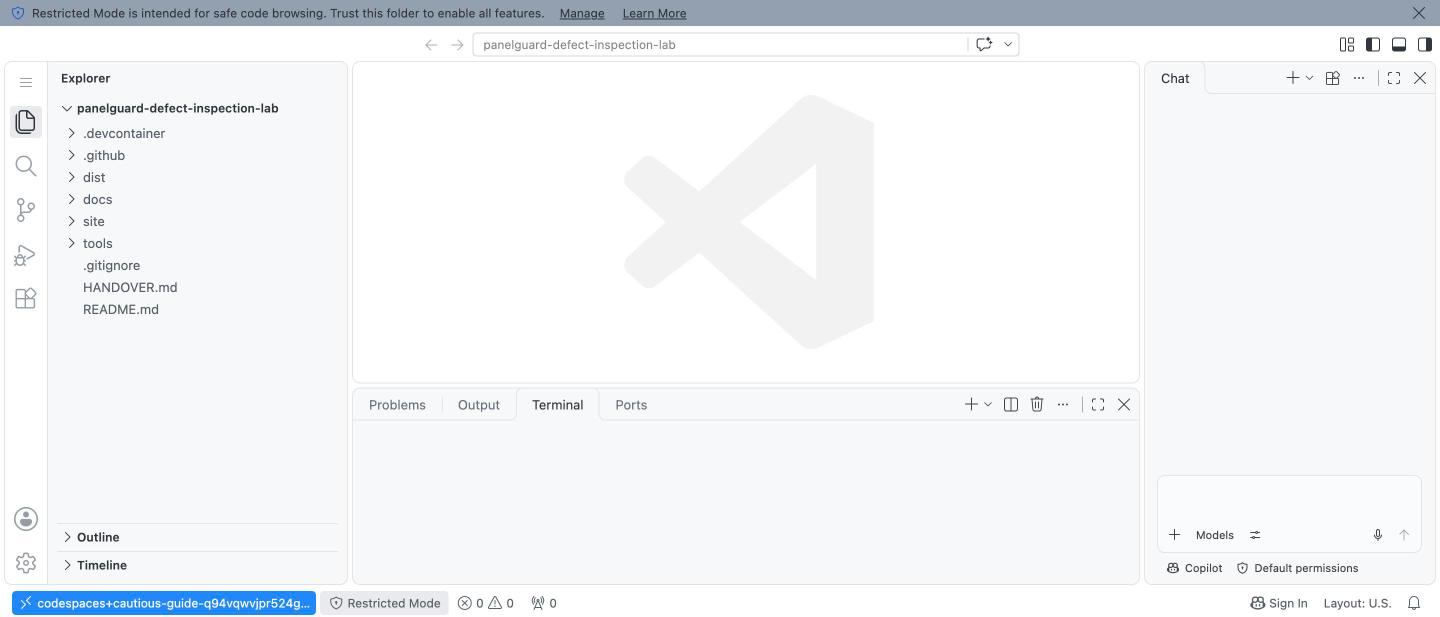 Restricted Mode is intended for safe code browsing. Trust this folder to enable all features. Manage Learn More
panelguard-defect-inspection-lab
Explorer
panelguard-defect-inspection-lab
.devcontainer
.github
dist
docs
site
tools
.gitignore
HANDOVER.md
README.md
Outline
Timeline
Problems Output Terminal Ports
Chat
Models
Copilot Default permissions
codespaces+cautious-guide-q94vqwvjpr524g... Restricted Mode 0 0 0 Sign In Layout: U.S.